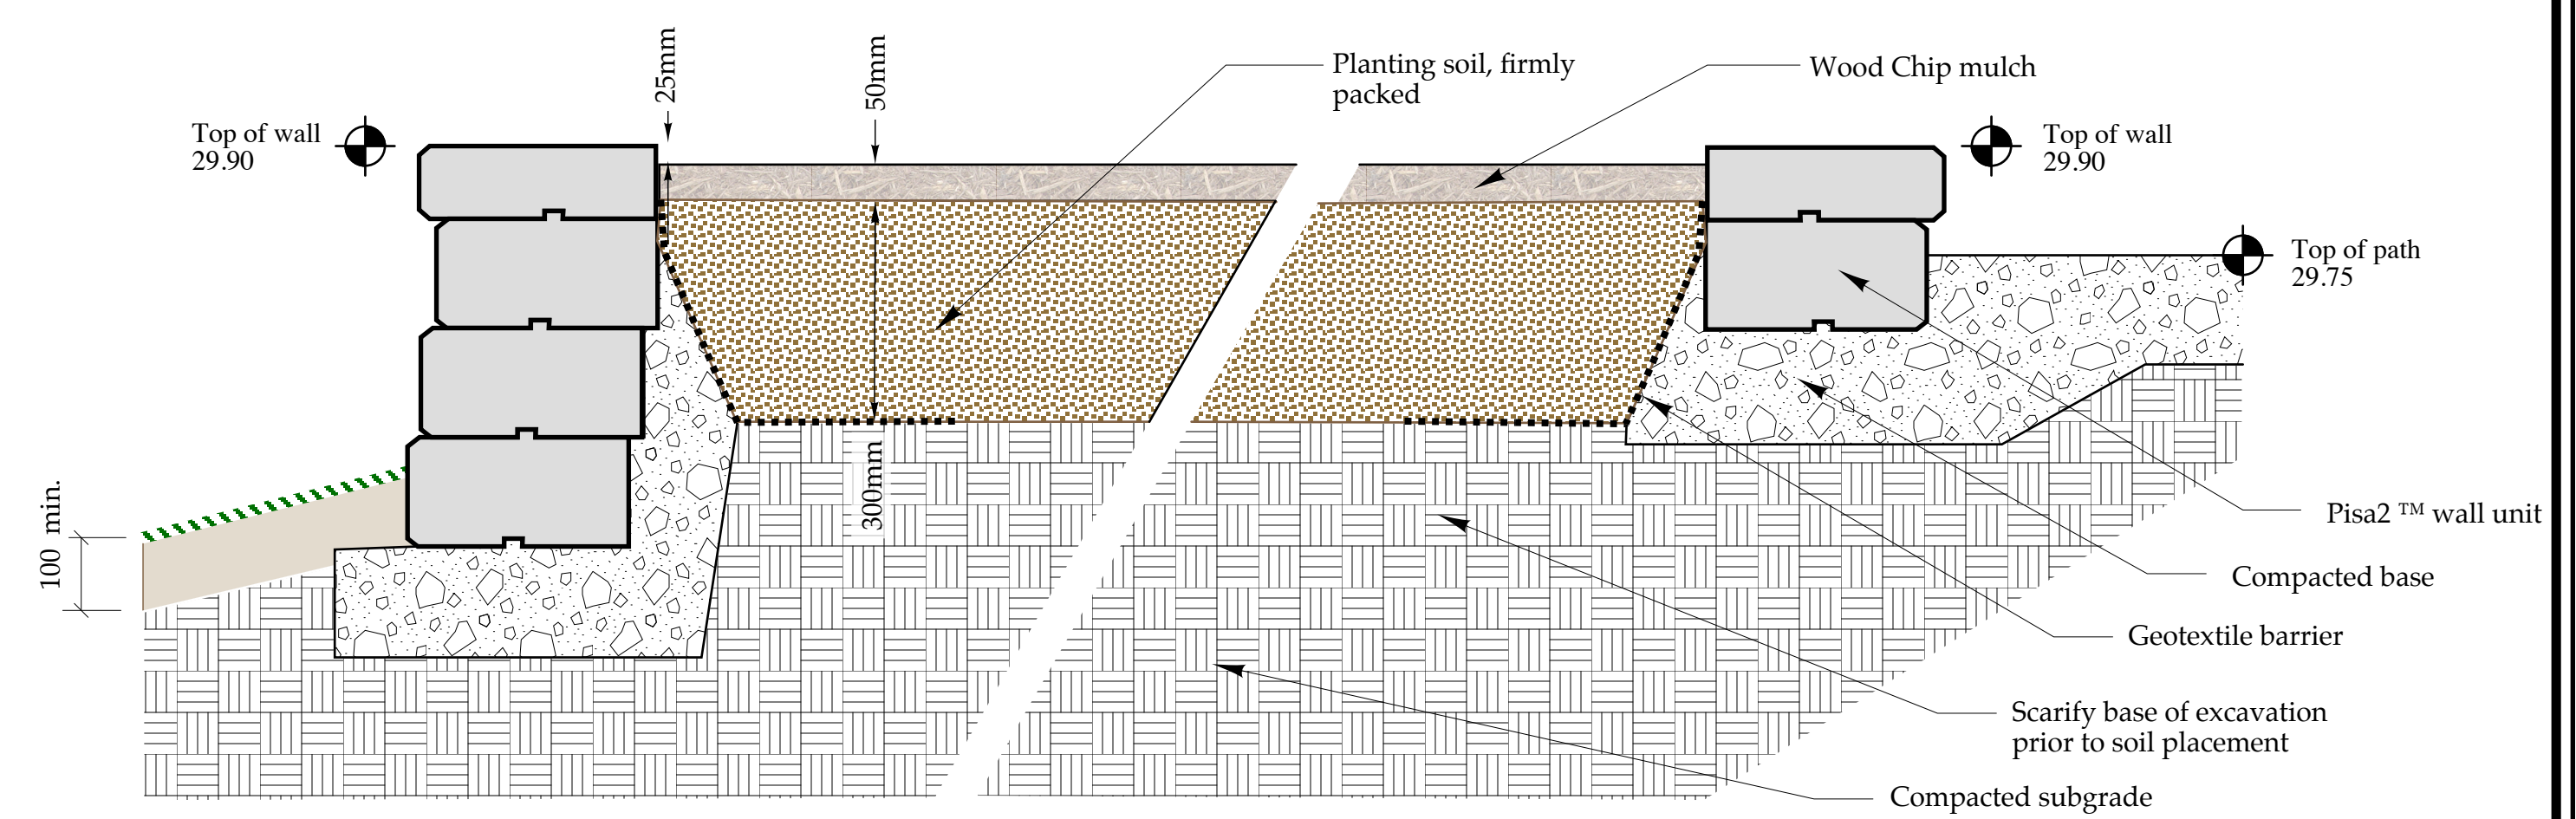 25mm
50mm
Planting soil, firmly
packed
Wood Chip mulch
Top of wall
29.90
Top of wall
29.90
Top of path
29.75
300mm
100 min.
Pisa2 ™ wall unit
Compacted base
Geotextile barrier
Scarify base of excavation
prior to soil placement
Compacted subgrade